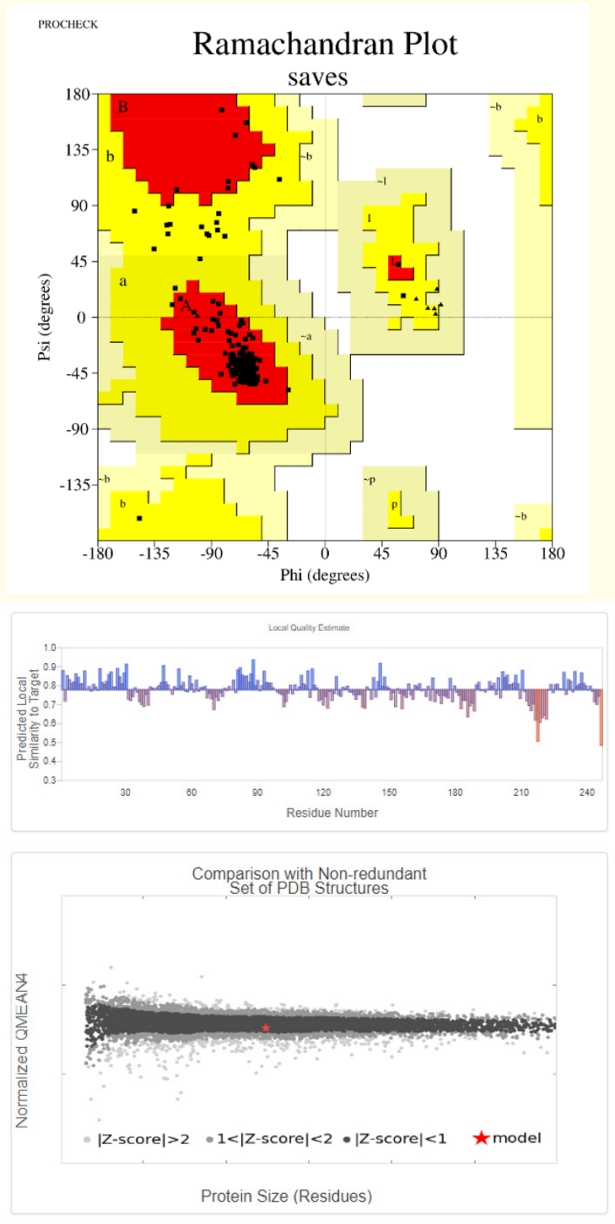 PROCHECK
Ramachandran Plot
saves
180
135
90
45
0
-45
-90
-135
-180 -135 -90 -45 0 45 90 135 180
Psi (degrees)
Phi (degrees)
B
b
~b
~b
b
~l
l
L
a
A
~a
~b
b
~p
p
~b
Local Quality Estimate
Predicted Local
Similarity to Target
1.0
0.9
0.8
0.7
0.6
0.5
0.4
0.3
30 60 90 120 150 180 210 240
Residue Number
Comparison with Non-redundant
Set of PDB Structures
Normalized QMEAN4
|Z-score|>2 1<|Z-score|<2 |Z-score|<1 model
Protein Size (Residues)